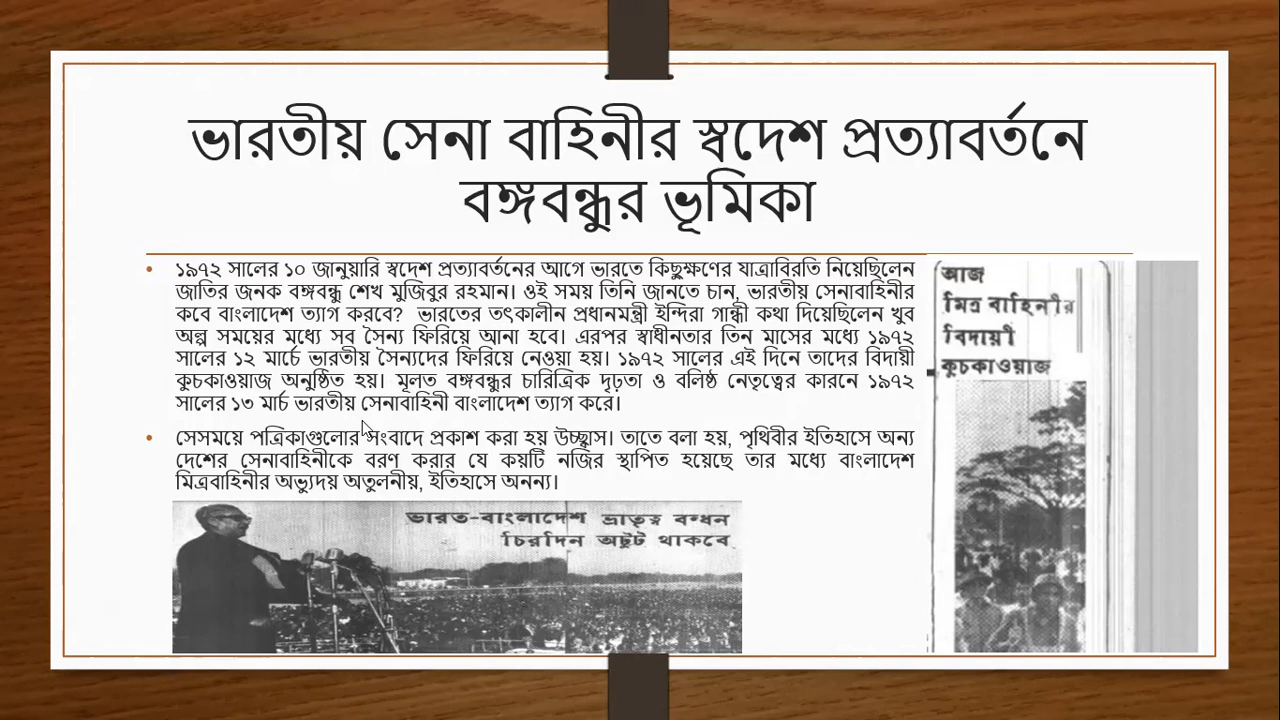 ভারতীয় সেনা বাহিনীর স্বদেশ প্রত্যাবর্তনে
বঙ্গবন্ধুর ভূমিকা
• ১৯৭২ সালের ১০ জানুয়ারি স্বদেশ প্রত্যাবর্তনের আগে ভারতে কিছুক্ষণের যাত্রাবিরতি নিয়েছিলেন
জাতির জনক বঙ্গবন্ধু শেখ মুজিবুর রহমান। ওই সময় তিনি জানতে চান, ভারতীয় সেনাবাহিনীর
কবে বাংলাদেশ ত্যাগ করবে? ভারতের তৎকালীন প্রধানমন্ত্রী ইন্দিরা গান্ধী কথা দিয়েছিলেন খুব
অল্প সময়ের মধ্যে সব সৈন্য ফিরিয়ে আনা হবে। এরপর স্বাধীনতার তিন মাসের মধ্যে ১৯৭২
সালের ১২ মার্চে ভারতীয় সৈন্যদের ফিরিয়ে নেওয়া হয়। ১৯৭২ সালের এই দিনে তাদের বিদায়ী
কুচকাওয়াজ অনুষ্ঠিত হয়। মূলত বঙ্গবন্ধুর চারিত্রিক দৃঢ়তা ও বলিষ্ঠ নেতৃত্বের কারনে ১৯৭২
সালের ১৩ মার্চ ভারতীয় সেনাবাহিনী বাংলাদেশ ত্যাগ করে।
• সেসময়ে পত্রিকাগুলোর সংবাদে প্রকাশ করা হয় উচ্ছ্বাস। তাতে বলা হয়, পৃথিবীর ইতিহাসে অন্য
দেশের সেনাবাহিনীকে বরণ করার যে কয়টি নজির স্থাপিত হয়েছে তার মধ্যে বাংলাদেশ
মিত্রবাহিনীর অভ্যুদয় অতুলনীয়, ইতিহাসে অনন্য।
আজ
মিত্র বাহিনীর
বিদায়ী
কুচকাওয়াজ
ভারত-বাংলাদেশ ভ্রাতৃত্ব বন্ধন
চিরদিন অটুট থাকবে